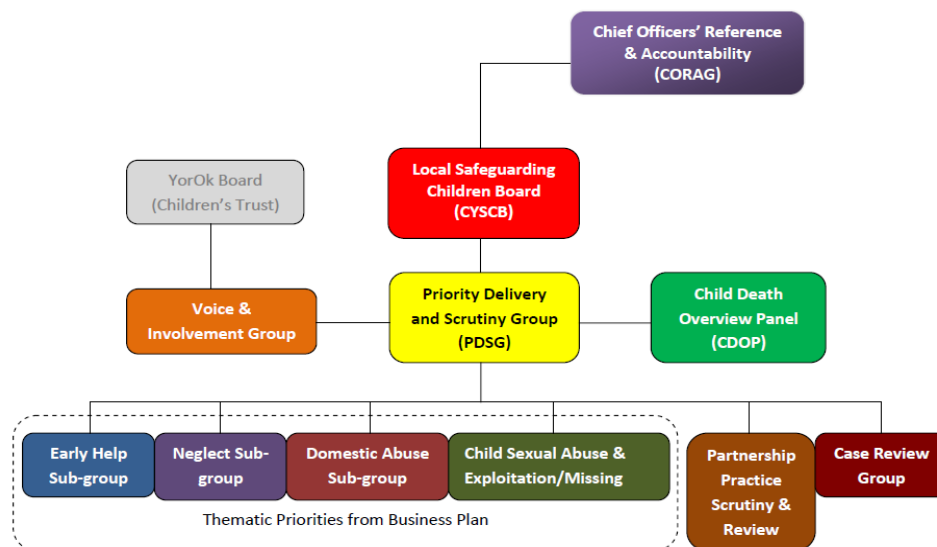 Chief Officers' Reference
& Accountability
(CORAG)
Local Safeguarding
Children Board
(CYSCB)
YorOk Board
(Children's Trust)
Voice &
Involvement Group
Priority Delivery
and Scrutiny Group
(PDSG)
Child Death
Overview Panel
(CDOP)
Early Help
Sub-group
Neglect Sub-
group
Domestic Abuse
Sub-group
Child Sexual Abuse &
Exploitation/Missing
Partnership
Practice
Scrutiny &
Review
Case Review
Group
Thematic Priorities from Business Plan